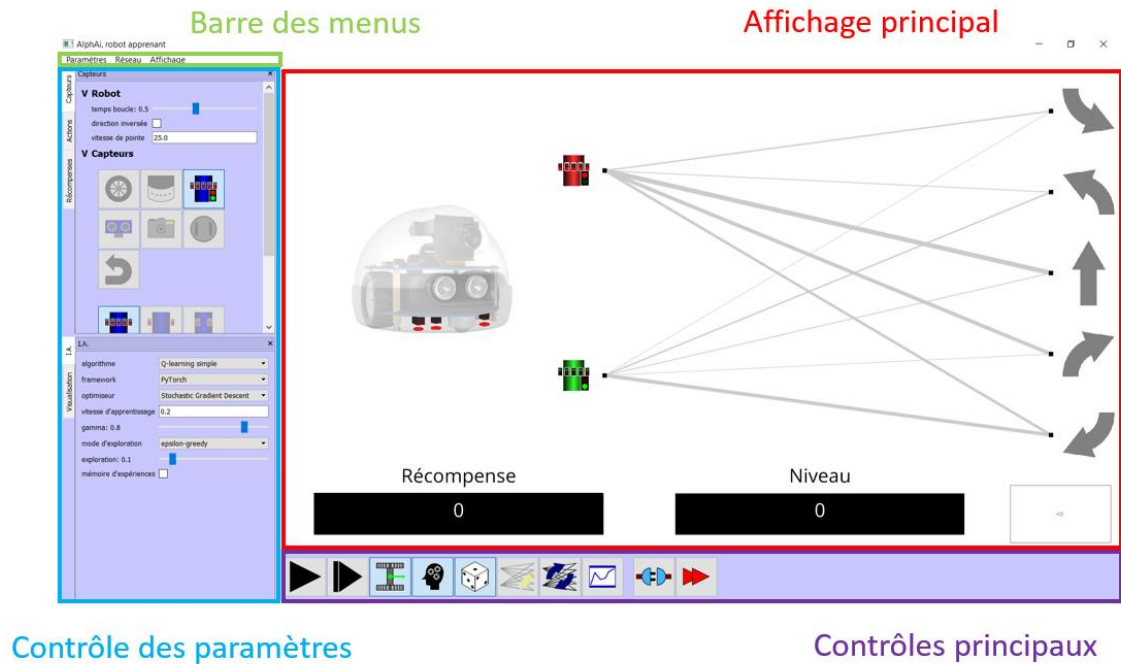 Barre des menus
Affichage principal
AlphAi, robot apprenant
Paramètres Réseau Affichage
Capteurs
Capteurs
Actions
Récompenses
V Robot
temps boucle: 0.5
direction inversée
vitesse de pointe 25.0
V Capteurs
I.A.
I.A.
Visualisation
algorithme Q-learning simple
framework PyTorch
optimiseur Stochastic Gradient Descent
vitesse d'apprentissage 0.2
gamma: 0.8
mode d'exploration epsilon-greedy
exploration: 0.1
mémoire d'expériences
Récompense
0
Niveau
0
Contrôle des paramètres
Contrôles principaux